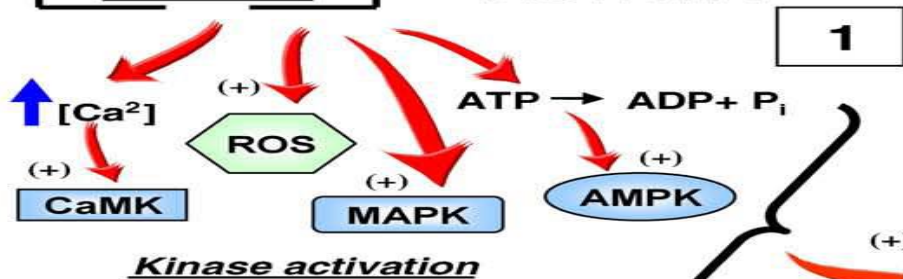 1
(+)
ATP → ADP+ Pi
[Ca²]
ROS
(+)
(+)
(+)
CaMK
MAPK
AMPK
(+)
Kinase activation